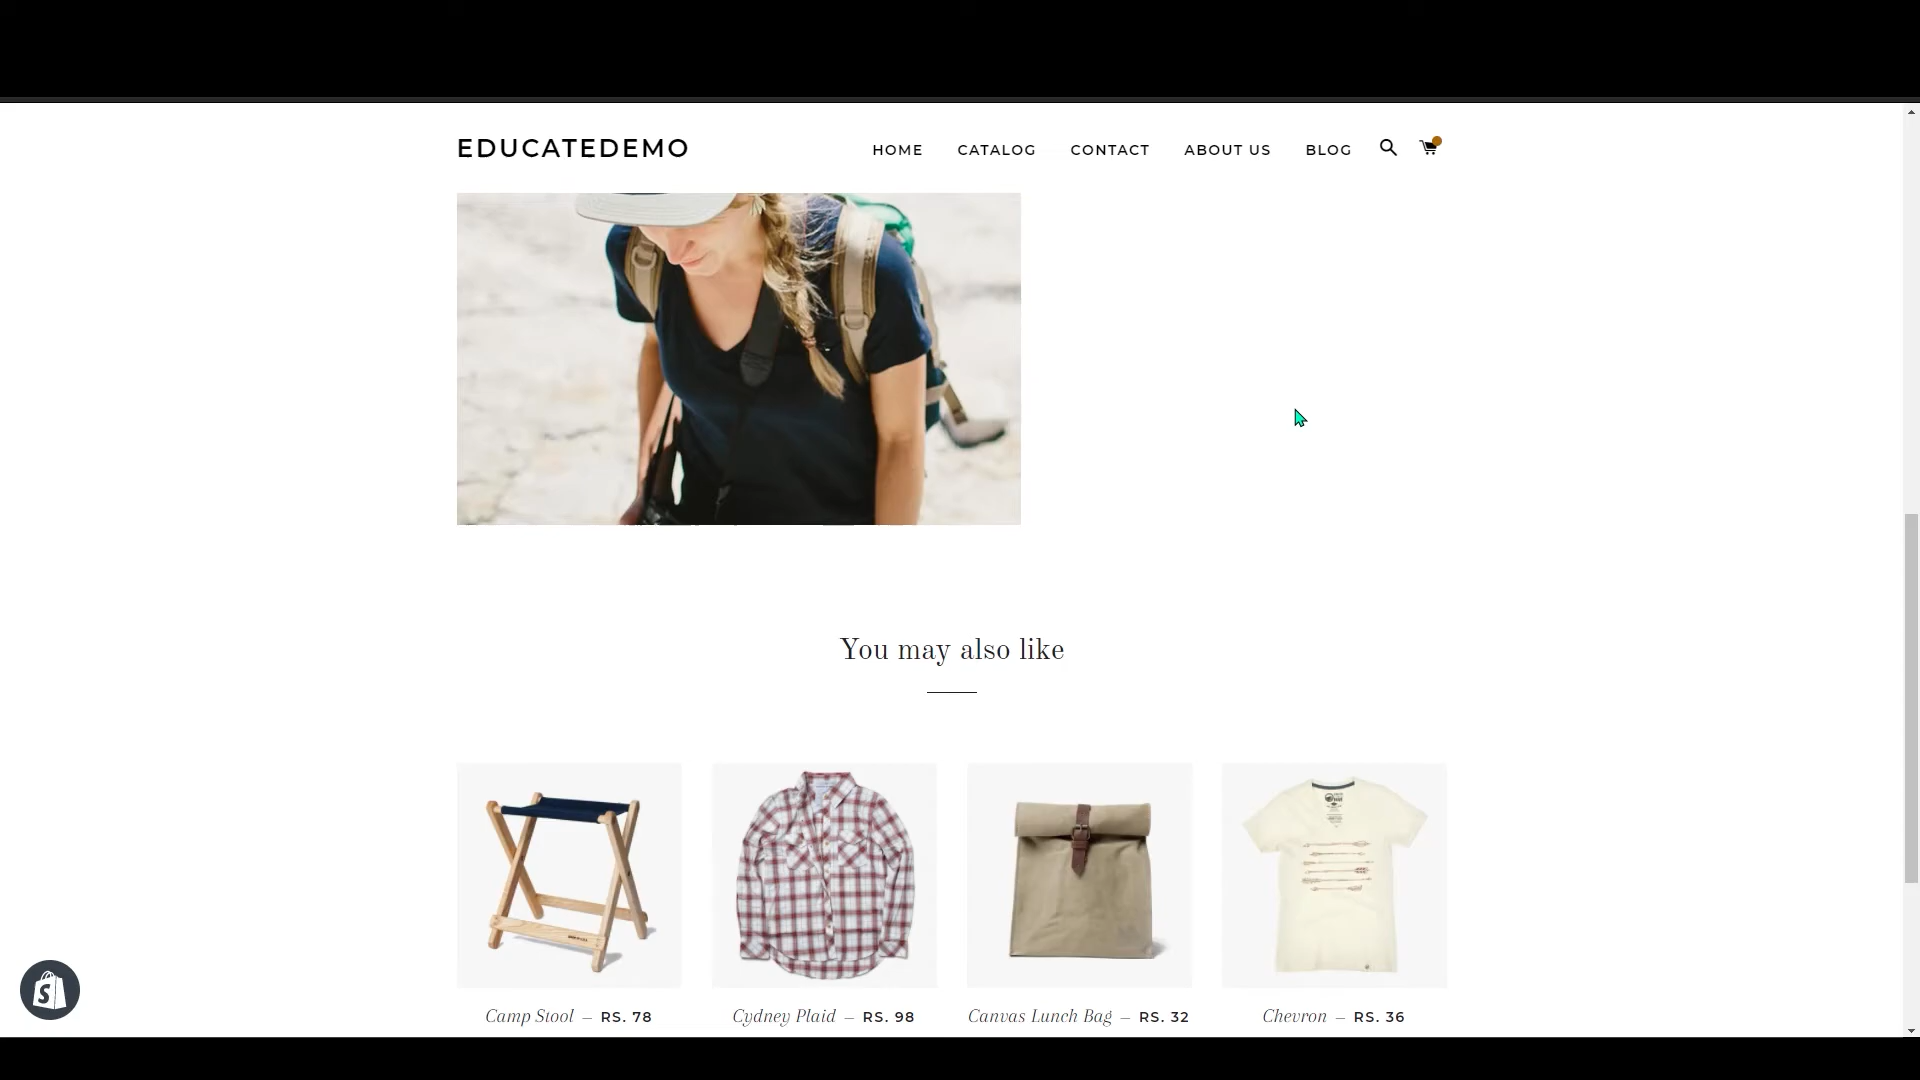 EDUCATEDEMO
HOME CATALOG CONTACT ABOUT US BLOG
You may also like
Camp Stool — RS. 78
Cydney Plaid — RS. 98
Canvas Lunch Bag — RS. 32
Chevron — RS. 36